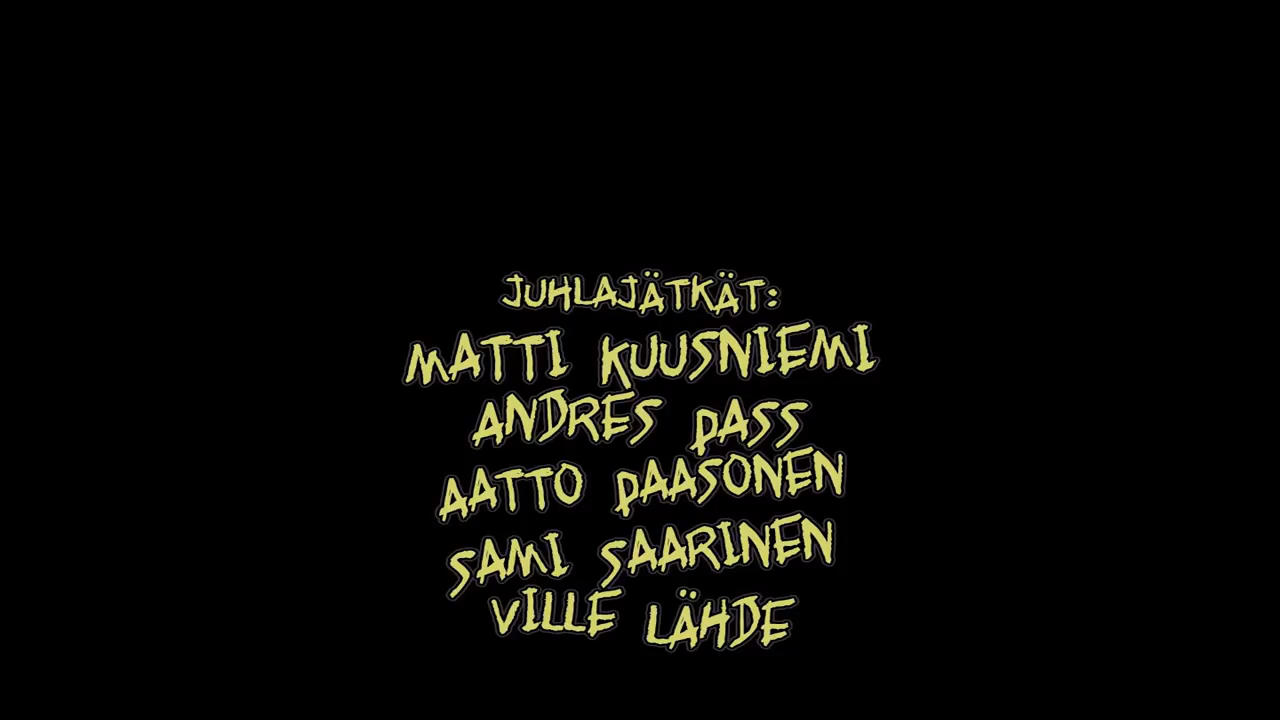 JUHLAJÄTKÄT:
MATTI KUUSNIEMI
ANDRES PASS
AATTO PAASONEN
SAMI SAARINEN
VILLE LÄHDE